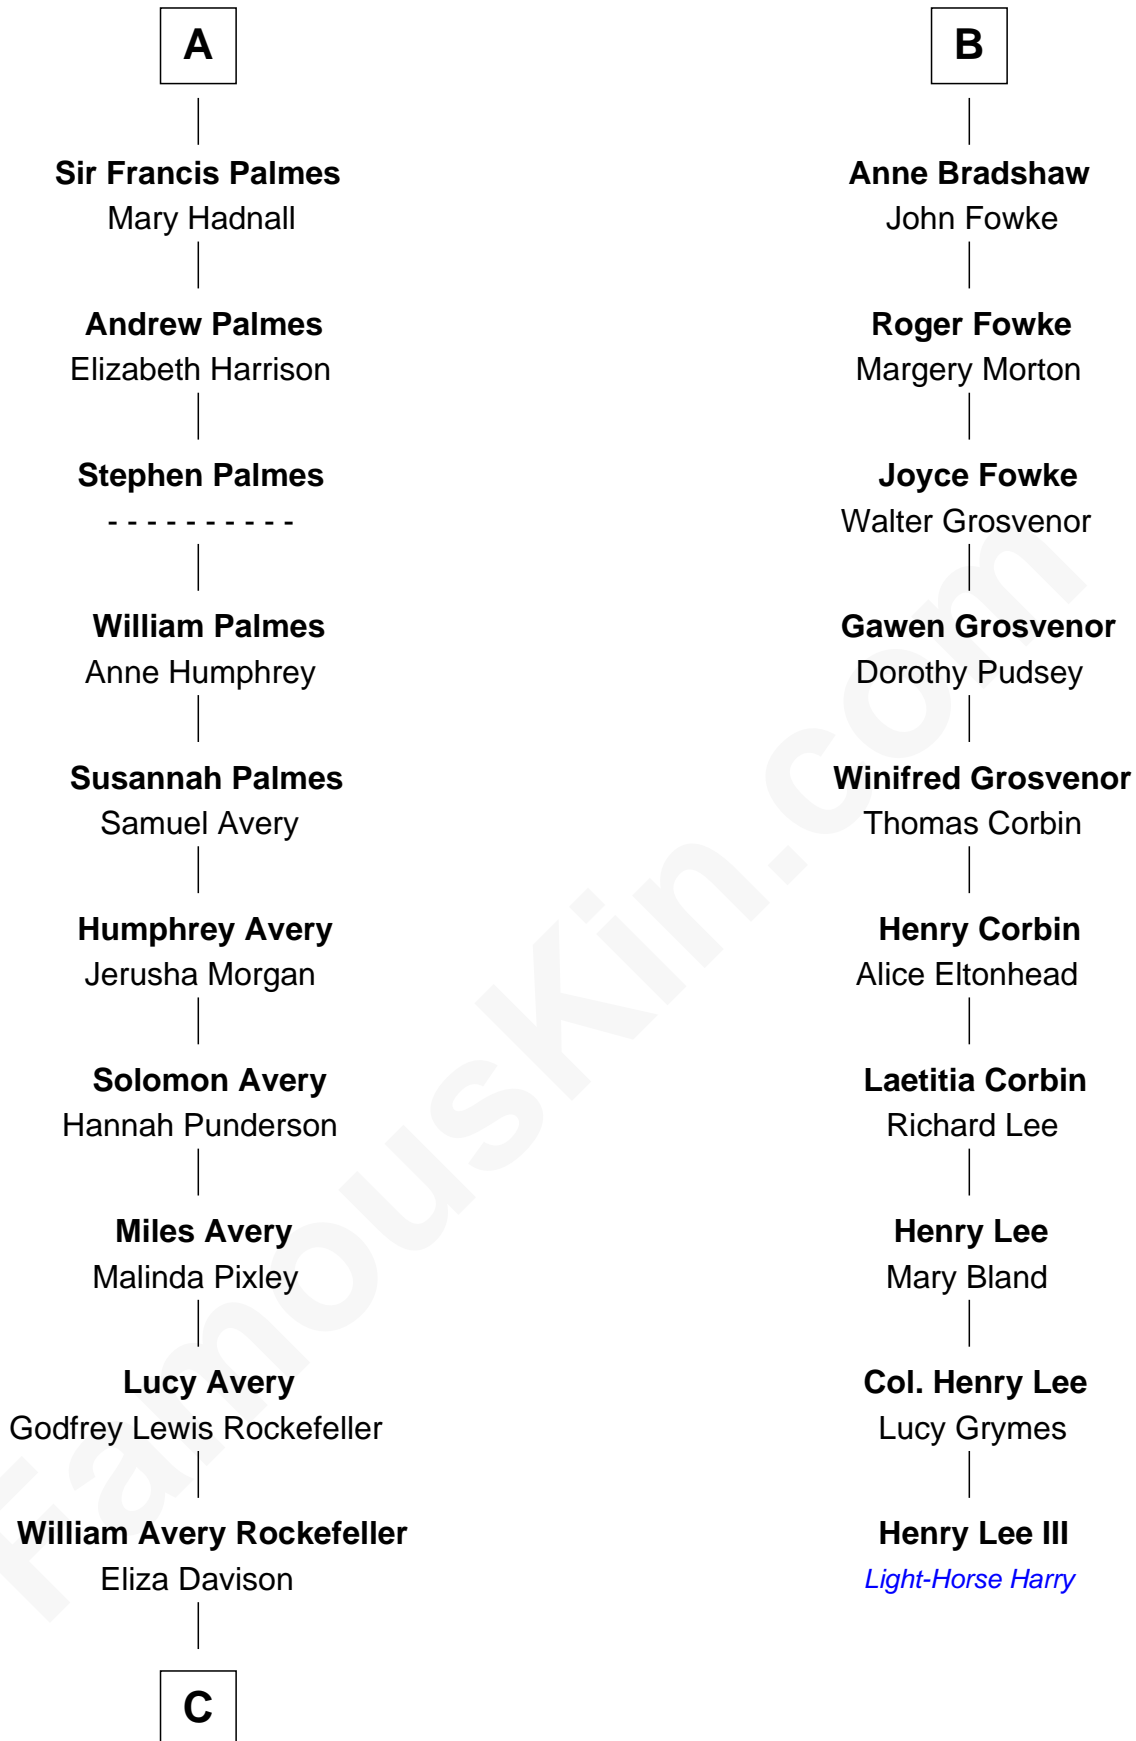 A
Sir Francis Palmes
Mary Hadnall
Andrew Palmes
Elizabeth Harrison
Stephen Palmes
- - - - - - - - - -
William Palmes
Anne Humphrey
Susannah Palmes
Samuel Avery
Humphrey Avery
Jerusha Morgan
Solomon Avery
Hannah Punderson
Miles Avery
Malinda Pixley
Lucy Avery
Godfrey Lewis Rockefeller
William Avery Rockefeller
Eliza Davison
C
B
Anne Bradshaw
John Fowke
Roger Fowke
Margery Morton
Joyce Fowke
Walter Grosvenor
Gawen Grosvenor
Dorothy Pudsey
Winifred Grosvenor
Thomas Corbin
Henry Corbin
Alice Eltonhead
Laetitia Corbin
Richard Lee
Henry Lee
Mary Bland
Col. Henry Lee
Lucy Grymes
Henry Lee III
Light-Horse Harry
FamousKin.com